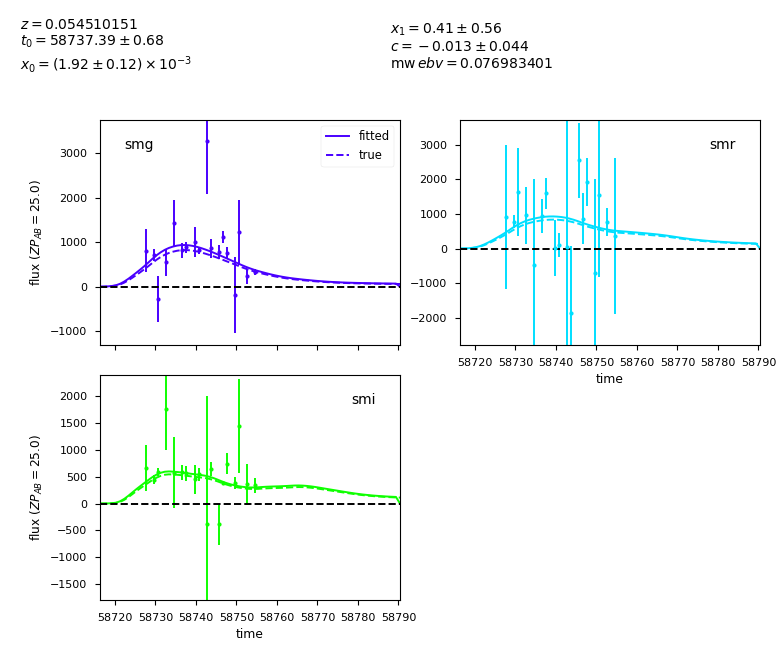 z = 0.054510151
t₀ = 58737.39 ± 0.68
x₀ = (1.92 ± 0.12) × 10⁻³
x₁ = 0.41 ± 0.56
c = −0.013 ± 0.044
mwebv = 0.076983401
smg
fitted
true
3000
2000
1000
0
−1000
flux (ZP_AB = 25.0)
smr
3000
2000
1000
0
−1000
−2000
58720 58730 58740 58750 58760 58770 58780 58790
time
smi
2000
1500
1000
500
0
−500
−1000
−1500
flux (ZP_AB = 25.0)
58720 58730 58740 58750 58760 58770 58780 58790
time